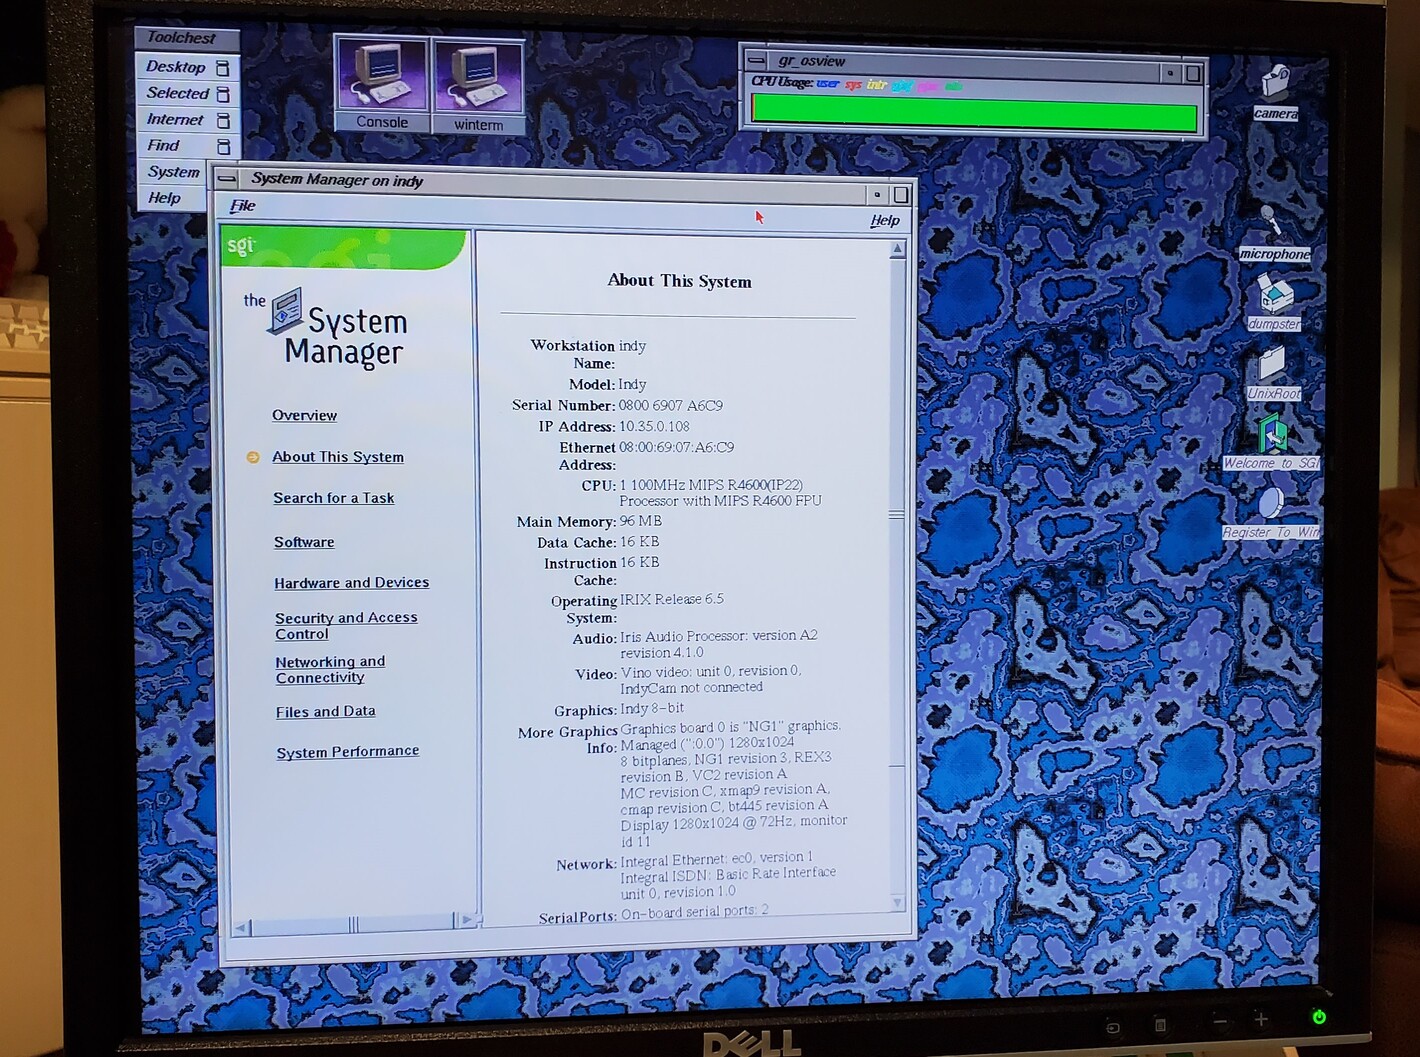 Toolchest
Desktop
Selected
Internet
Find
System
Help
Console
winterm
gr_osview
CPU Usage: user sys intr
camera
microphone
dumpster
UnixRoot
Welcome to SGI
Register To Win
System Manager on indy
File
Help
sgi
the
System
Manager
Overview
About This System
Search for a Task
Software
Hardware and Devices
Security and Access
Control
Networking and
Connectivity
Files and Data
System Performance
About This System
Workstation indy
Name:
Model: Indy
Serial Number: 0800 6907 A6C9
IP Address: 10.35.0.108
Ethernet 08:00:69:07:A6:C9
Address:
CPU: 1 100MHz MIPS R4600(IP22)
Processor with MIPS R4600 FPU
Main Memory: 96 MB
Data Cache: 16 KB
Instruction 16 KB
Cache:
Operating IRIX Release 6.5
System:
Audio: Iris Audio Processor: version A2
revision 4.1.0
Video: Vino video: unit 0, revision 0,
IndyCam not connected
Graphics: Indy 8-bit
More Graphics Graphics board 0 is "NG1" graphics.
Info: Managed (":0.0") 1280x1024
8 bitplanes, NG1 revision 3, REX3
revision B, VC2 revision A
MC revision C, xmap9 revision A,
cmap revision C, bt445 revision A
Display 1280x1024 @ 72Hz, monitor
id 11
Network: Integral Ethernet: ec0, version 1
Integral ISDN: Basic Rate Interface
unit 0, revision 1.0
SerialPorts: On-board serial ports: 2
DELL